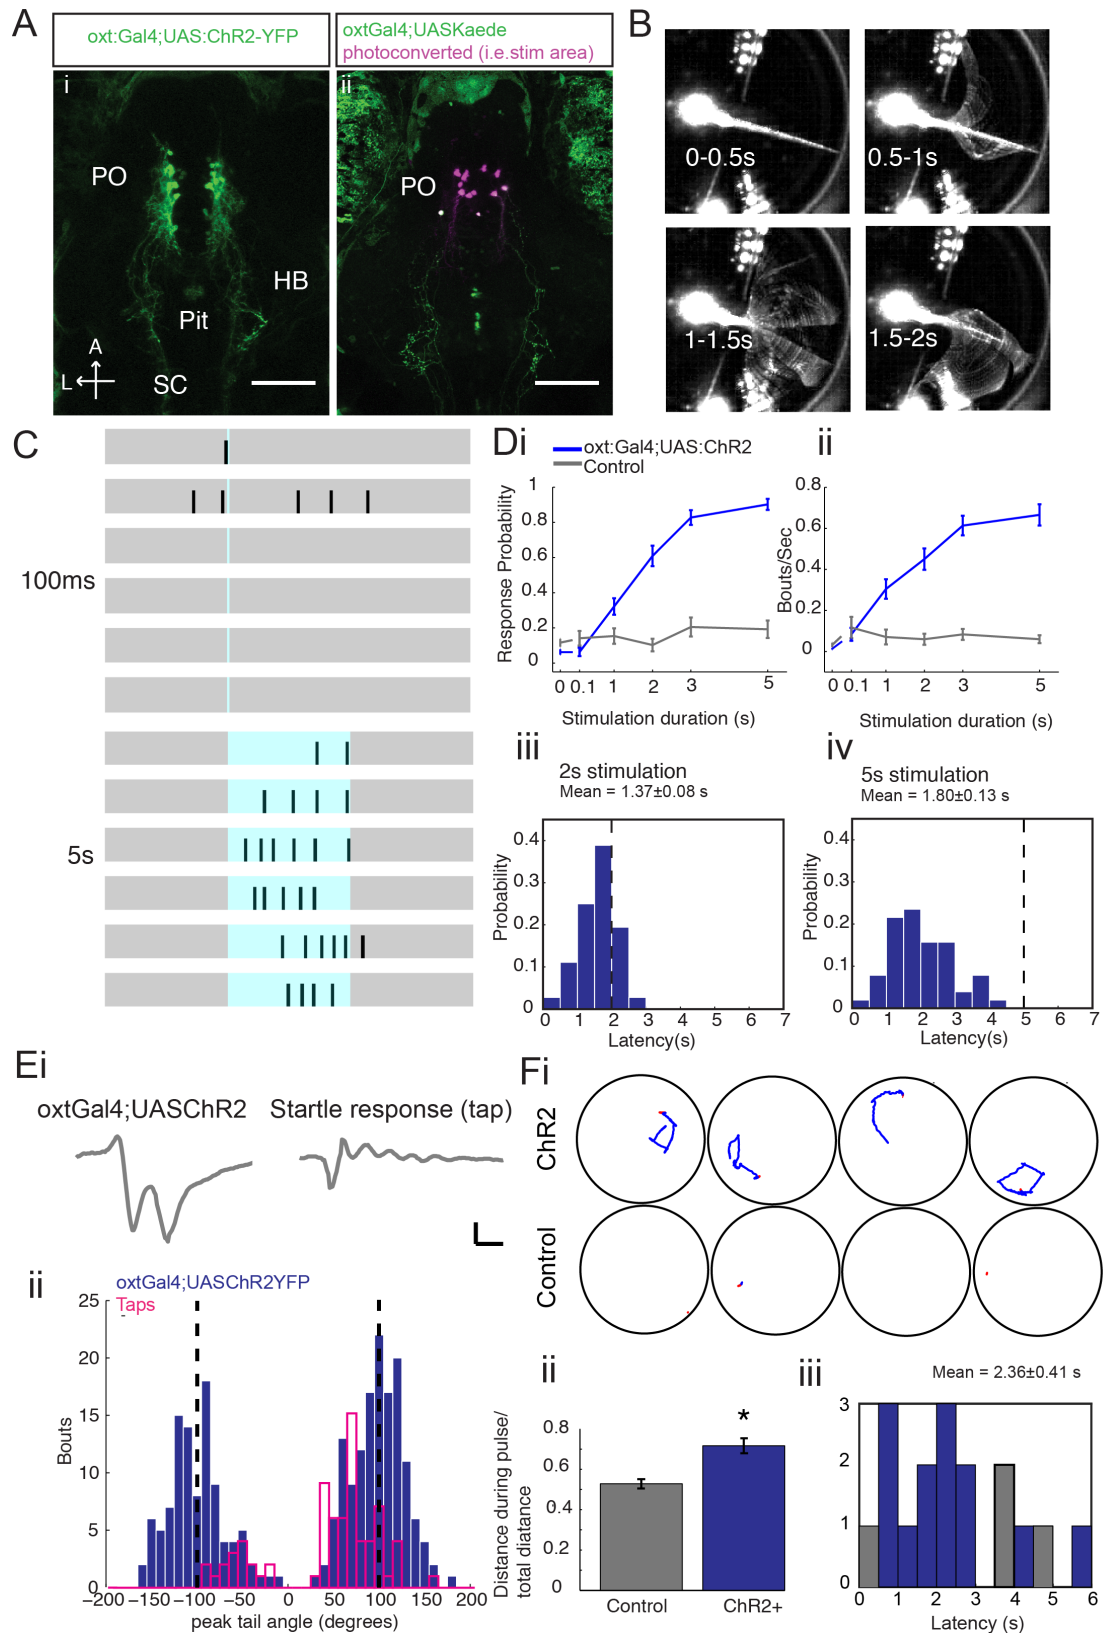 A
oxt:Gal4;UAS:ChR2-YFP
oxtGal4;UASKaede
photoconverted (i.e.stim area)
i
PO
HB
Pit
A
L
SC
ii
PO
B
0-0.5s
0.5-1s
1-1.5s
1.5-2s
C
100ms
5s
Di
oxt:Gal4;UAS:ChR2
Control
Response Probability
1
0.8
0.6
0.4
0.2
0
0 0.1 1 2 3 5
Stimulation duration (s)
ii
Bouts/Sec
0.8
0.6
0.4
0.2
0
0 0.1 1 2 3 5
Stimulation duration (s)
iii
2s stimulation
Mean = 1.37±0.08 s
Probability
0.4
0.3
0.2
0.1
0
0 1 2 3 4 5 6 7
Latency(s)
iv
5s stimulation
Mean = 1.80±0.13 s
Probability
0.4
0.3
0.2
0.1
0
0 1 2 3 4 5 6 7
Latency(s)
Ei
oxtGal4;UASChR2
Startle response (tap)
ii
oxtGal4;UASChR2YFP
Taps
Bouts
25
20
15
10
5
0
−200 −150 −100 −50 0 50 100 150 200
peak tail angle (degrees)
Fi
ChR2
Control
ii
Distance during pulse/
total diatance
0.8
0.6
0.4
0.2
0
*
Control ChR2+
iii
Mean = 2.36±0.41 s
3
2
1
0
0 1 2 3 4 5 6
Latency (s)